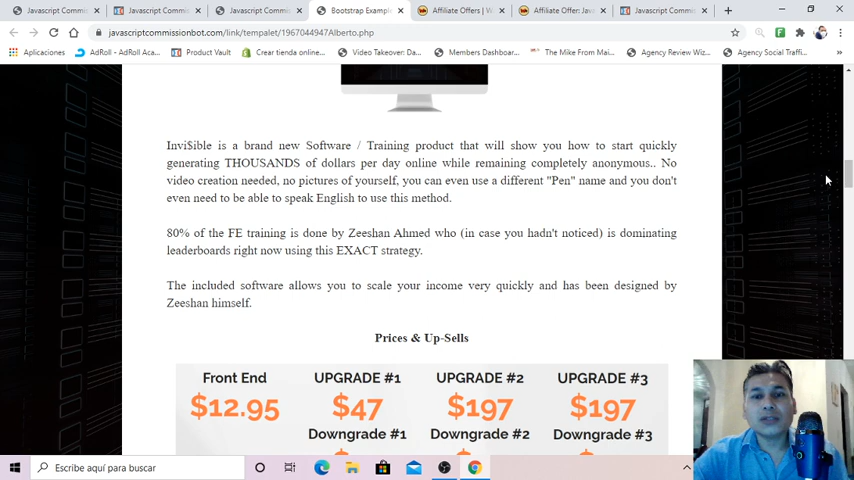 Javascript Commi
Javascript Commiss
Javascript Commiss
Bootstrap Example
Affiliate Offers | W
Affiliate Offer: Jav
Javascript Commis
javascriptcommissionbot.com/link/tempalet/1967044947Alberto.php
Aplicaciones
AdRoll - AdRoll Aca...
Product Vault
Crear tienda online...
Video Takeover: Da...
Members Dashboar...
The Mike From Mai...
Agency Review Wiz...
Agency Social Traffi...
Invi$ible is a brand new Software / Training product that will show you how to start quickly
generating THOUSANDS of dollars per day online while remaining completely anonymous.. No
video creation needed, no pictures of yourself, you can even use a different "Pen" name and you don't
even need to be able to speak English to use this method.
80% of the FE training is done by Zeeshan Ahmed who (in case you hadn't noticed) is dominating
leaderboards right now using this EXACT strategy.
The included software allows you to scale your income very quickly and has been designed by
Zeeshan himself.
Prices & Up-Sells
Front End
UPGRADE #1
UPGRADE #2
UPGRADE #3
$12.95
$47
$197
$197
Downgrade #1
Downgrade #2
Downgrade #3
Escribe aquí para buscar